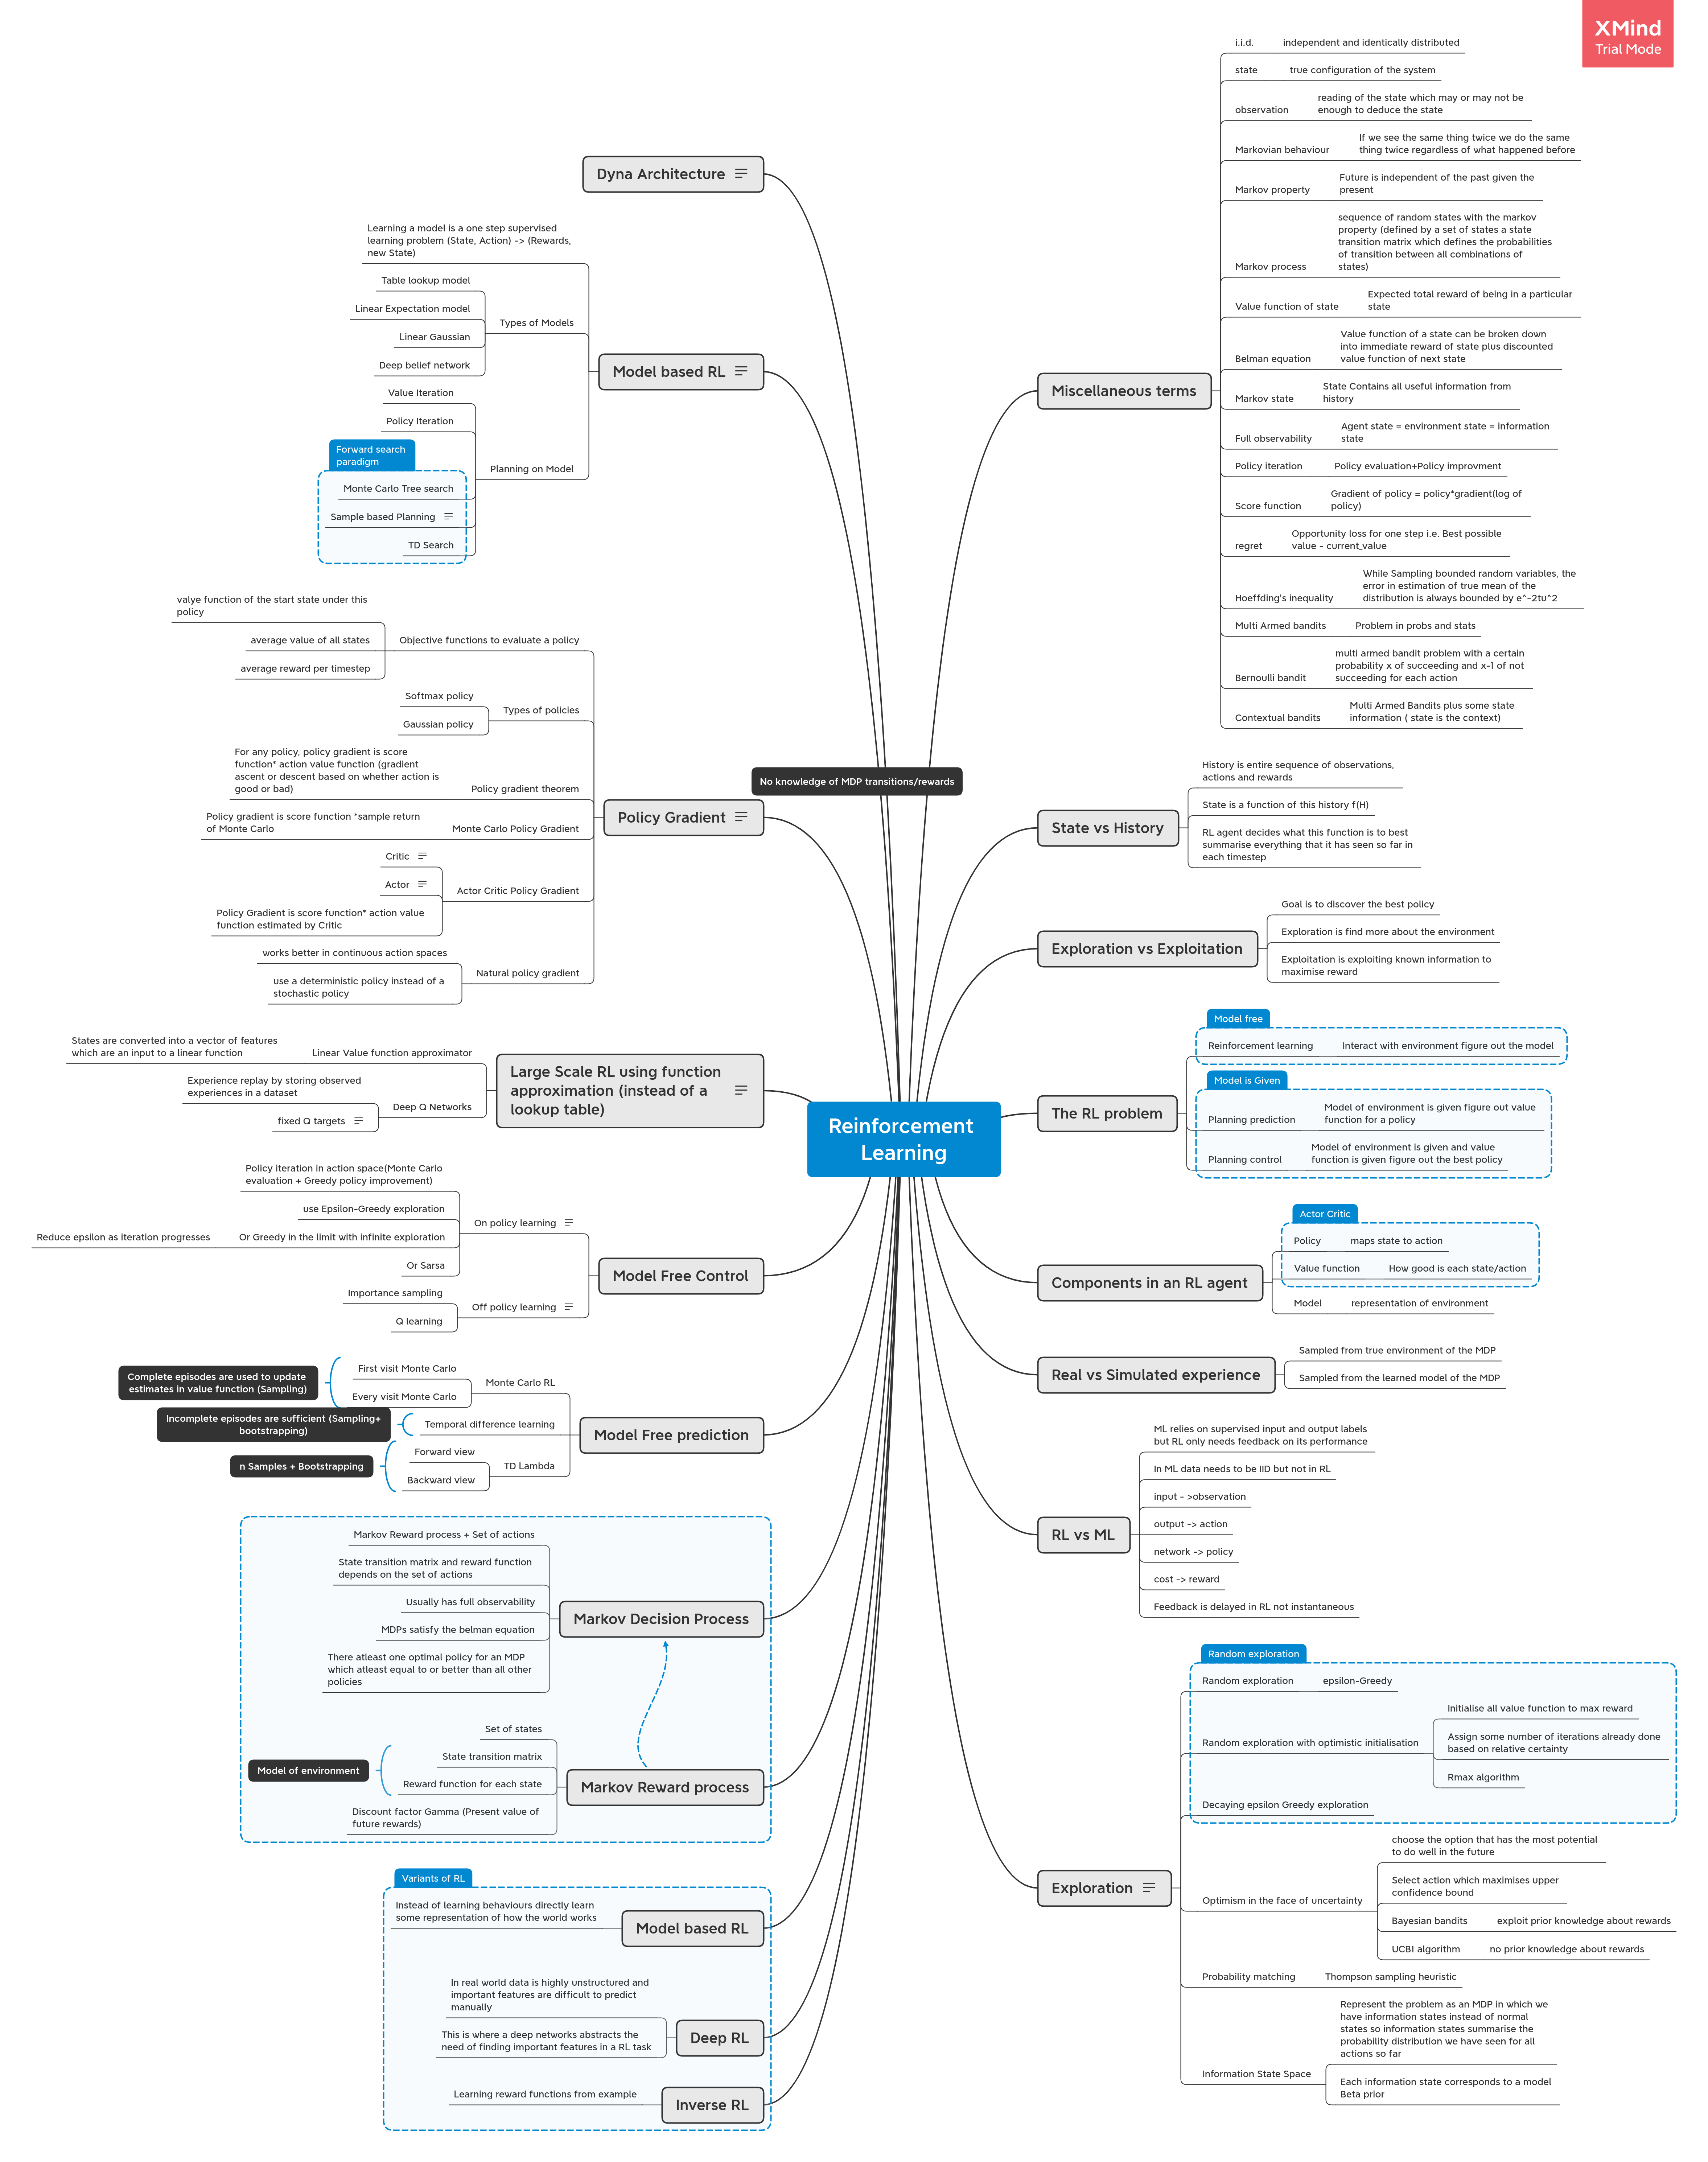 XMind
Trial Mode
Reinforcement
Learning
No knowledge of MDP transitions/rewards
Miscellaneous terms
i.i.d.
independent and identically distributed
state
true configuration of the system
observation
reading of the state which may or may not be
enough to deduce the state
Markovian behaviour
If we see the same thing twice we do the same
thing twice regardless of what happened before
Markov property
Future is independent of the past given the
present
Markov process
sequence of random states with the markov
property (defined by a set of states a state
transition matrix which defines the probabilities
of transition between all combinations of
states)
Value function of state
Expected total reward of being in a particular
state
Belman equation
Value function of a state can be broken down
into immediate reward of state plus discounted
value function of next state
Markov state
State Contains all useful information from
history
Full observability
Agent state = environment state = information
state
Policy iteration
Policy evaluation+Policy improvment
Score function
Gradient of policy = policy*gradient(log of
policy)
regret
Opportunity loss for one step i.e. Best possible
value - current_value
Hoeffding's inequality
While Sampling bounded random variables, the
error in estimation of true mean of the
distribution is always bounded by e^-2tu^2
Multi Armed bandits
Problem in probs and stats
Bernoulli bandit
multi armed bandit problem with a certain
probability x of succeeding and x-1 of not
succeeding for each action
Contextual bandits
Multi Armed Bandits plus some state
information ( state is the context)
State vs History
History is entire sequence of observations,
actions and rewards
State is a function of this history f(H)
RL agent decides what this function is to best
summarise everything that it has seen so far in
each timestep
Exploration vs Exploitation
Goal is to discover the best policy
Exploration is find more about the environment
Exploitation is exploiting known information to
maximise reward
The RL problem
Model free
Reinforcement learning
Interact with environment figure out the model
Model is Given
Planning prediction
Model of environment is given figure out value
function for a policy
Planning control
Model of environment is given and value
function is given figure out the best policy
Components in an RL agent
Actor Critic
Policy
maps state to action
Value function
How good is each state/action
Model
representation of environment
Real vs Simulated experience
Sampled from true environment of the MDP
Sampled from the learned model of the MDP
RL vs ML
ML relies on supervised input and output labels
but RL only needs feedback on its performance
In ML data needs to be IID but not in RL
input - >observation
output -> action
network -> policy
cost -> reward
Feedback is delayed in RL not instantaneous
Exploration
Random exploration
Random exploration
epsilon-Greedy
Random exploration with optimistic initialisation
Initialise all value function to max reward
Assign some number of iterations already done
based on relative certainty
Rmax algorithm
Decaying epsilon Greedy exploration
Optimism in the face of uncertainty
choose the option that has the most potential
to do well in the future
Select action which maximises upper
confidence bound
Bayesian bandits
exploit prior knowledge about rewards
UCB1 algorithm
no prior knowledge about rewards
Probability matching
Thompson sampling heuristic
Information State Space
Represent the problem as an MDP in which we
have information states instead of normal
states so information states summarise the
probability distribution we have seen for all
actions so far
Each information state corresponds to a model
Beta prior
Dyna Architecture
Model based RL
Learning a model is a one step supervised
learning problem (State, Action) -> (Rewards,
new State)
Types of Models
Table lookup model
Linear Expectation model
Linear Gaussian
Deep belief network
Planning on Model
Value Iteration
Policy Iteration
Forward search
paradigm
Monte Carlo Tree search
Sample based Planning
TD Search
Policy Gradient
Objective functions to evaluate a policy
valye function of the start state under this
policy
average value of all states
average reward per timestep
Types of policies
Softmax policy
Gaussian policy
Policy gradient theorem
For any policy, policy gradient is score
function* action value function (gradient
ascent or descent based on whether action is
good or bad)
Monte Carlo Policy Gradient
Policy gradient is score function *sample return
of Monte Carlo
Actor Critic Policy Gradient
Critic
Actor
Policy Gradient is score function* action value
function estimated by Critic
Natural policy gradient
works better in continuous action spaces
use a deterministic policy instead of a
stochastic policy
Large Scale RL using function
approximation (instead of a
lookup table)
Linear Value function approximator
States are converted into a vector of features
which are an input to a linear function
Deep Q Networks
Experience replay by storing observed
experiences in a dataset
fixed Q targets
Model Free Control
On policy learning
Policy iteration in action space(Monte Carlo
evaluation + Greedy policy improvement)
use Epsilon-Greedy exploration
Or Greedy in the limit with infinite exploration
Reduce epsilon as iteration progresses
Or Sarsa
Off policy learning
Importance sampling
Q learning
Model Free prediction
Monte Carlo RL
First visit Monte Carlo
Every visit Monte Carlo
Complete episodes are used to update
estimates in value function (Sampling)
Temporal difference learning
Incomplete episodes are sufficient (Sampling+
bootstrapping)
TD Lambda
Forward view
Backward view
n Samples + Bootstrapping
Markov Decision Process
Markov Reward process + Set of actions
State transition matrix and reward function
depends on the set of actions
Usually has full observability
MDPs satisfy the belman equation
There atleast one optimal policy for an MDP
which atleast equal to or better than all other
policies
Markov Reward process
Set of states
State transition matrix
Reward function for each state
Model of environment
Discount factor Gamma (Present value of
future rewards)
Variants of RL
Model based RL
Instead of learning behaviours directly learn
some representation of how the world works
Deep RL
In real world data is highly unstructured and
important features are difficult to predict
manually
This is where a deep networks abstracts the
need of finding important features in a RL task
Inverse RL
Learning reward functions from example